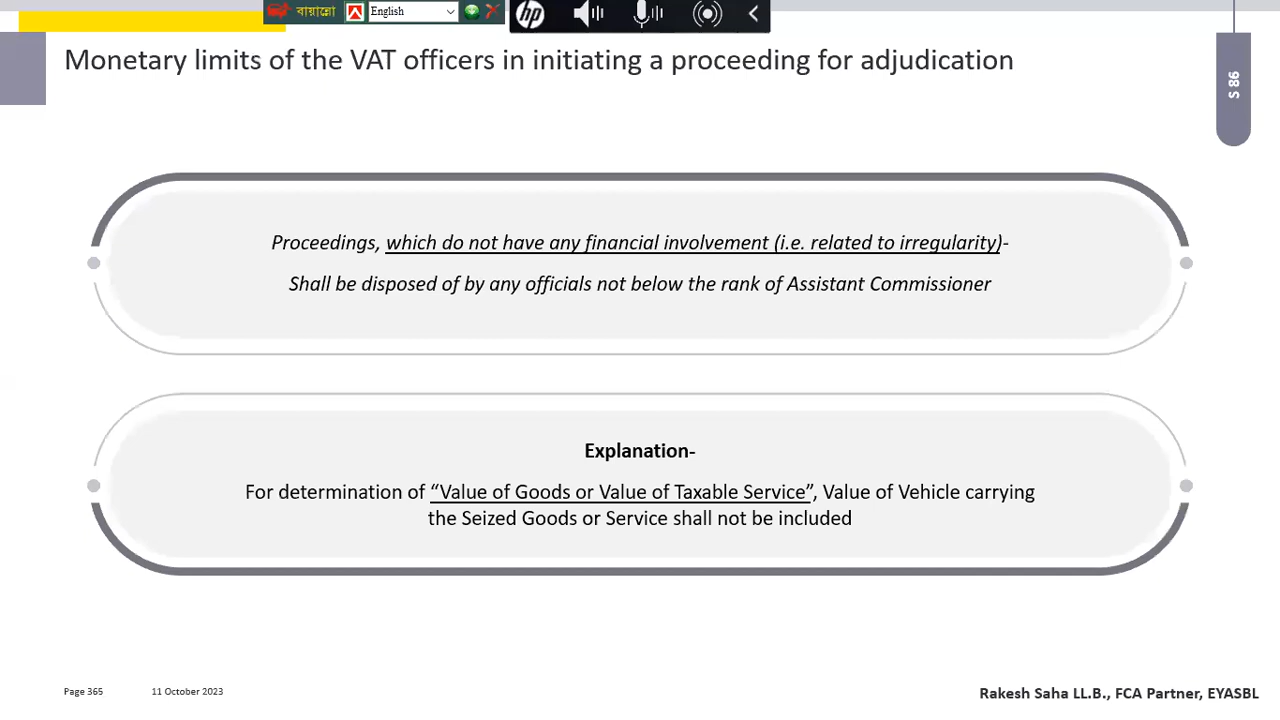 বায়ান্নো
English
hp
Monetary limits of the VAT officers in initiating a proceeding for adjudication
S 86
Proceedings, which do not have any financial involvement (i.e. related to irregularity)-
Shall be disposed of by any officials not below the rank of Assistant Commissioner
Explanation-
For determination of “Value of Goods or Value of Taxable Service”, Value of Vehicle carrying
the Seized Goods or Service shall not be included
Page 365
11 October 2023
Rakesh Saha LL.B., FCA Partner, EYASBL